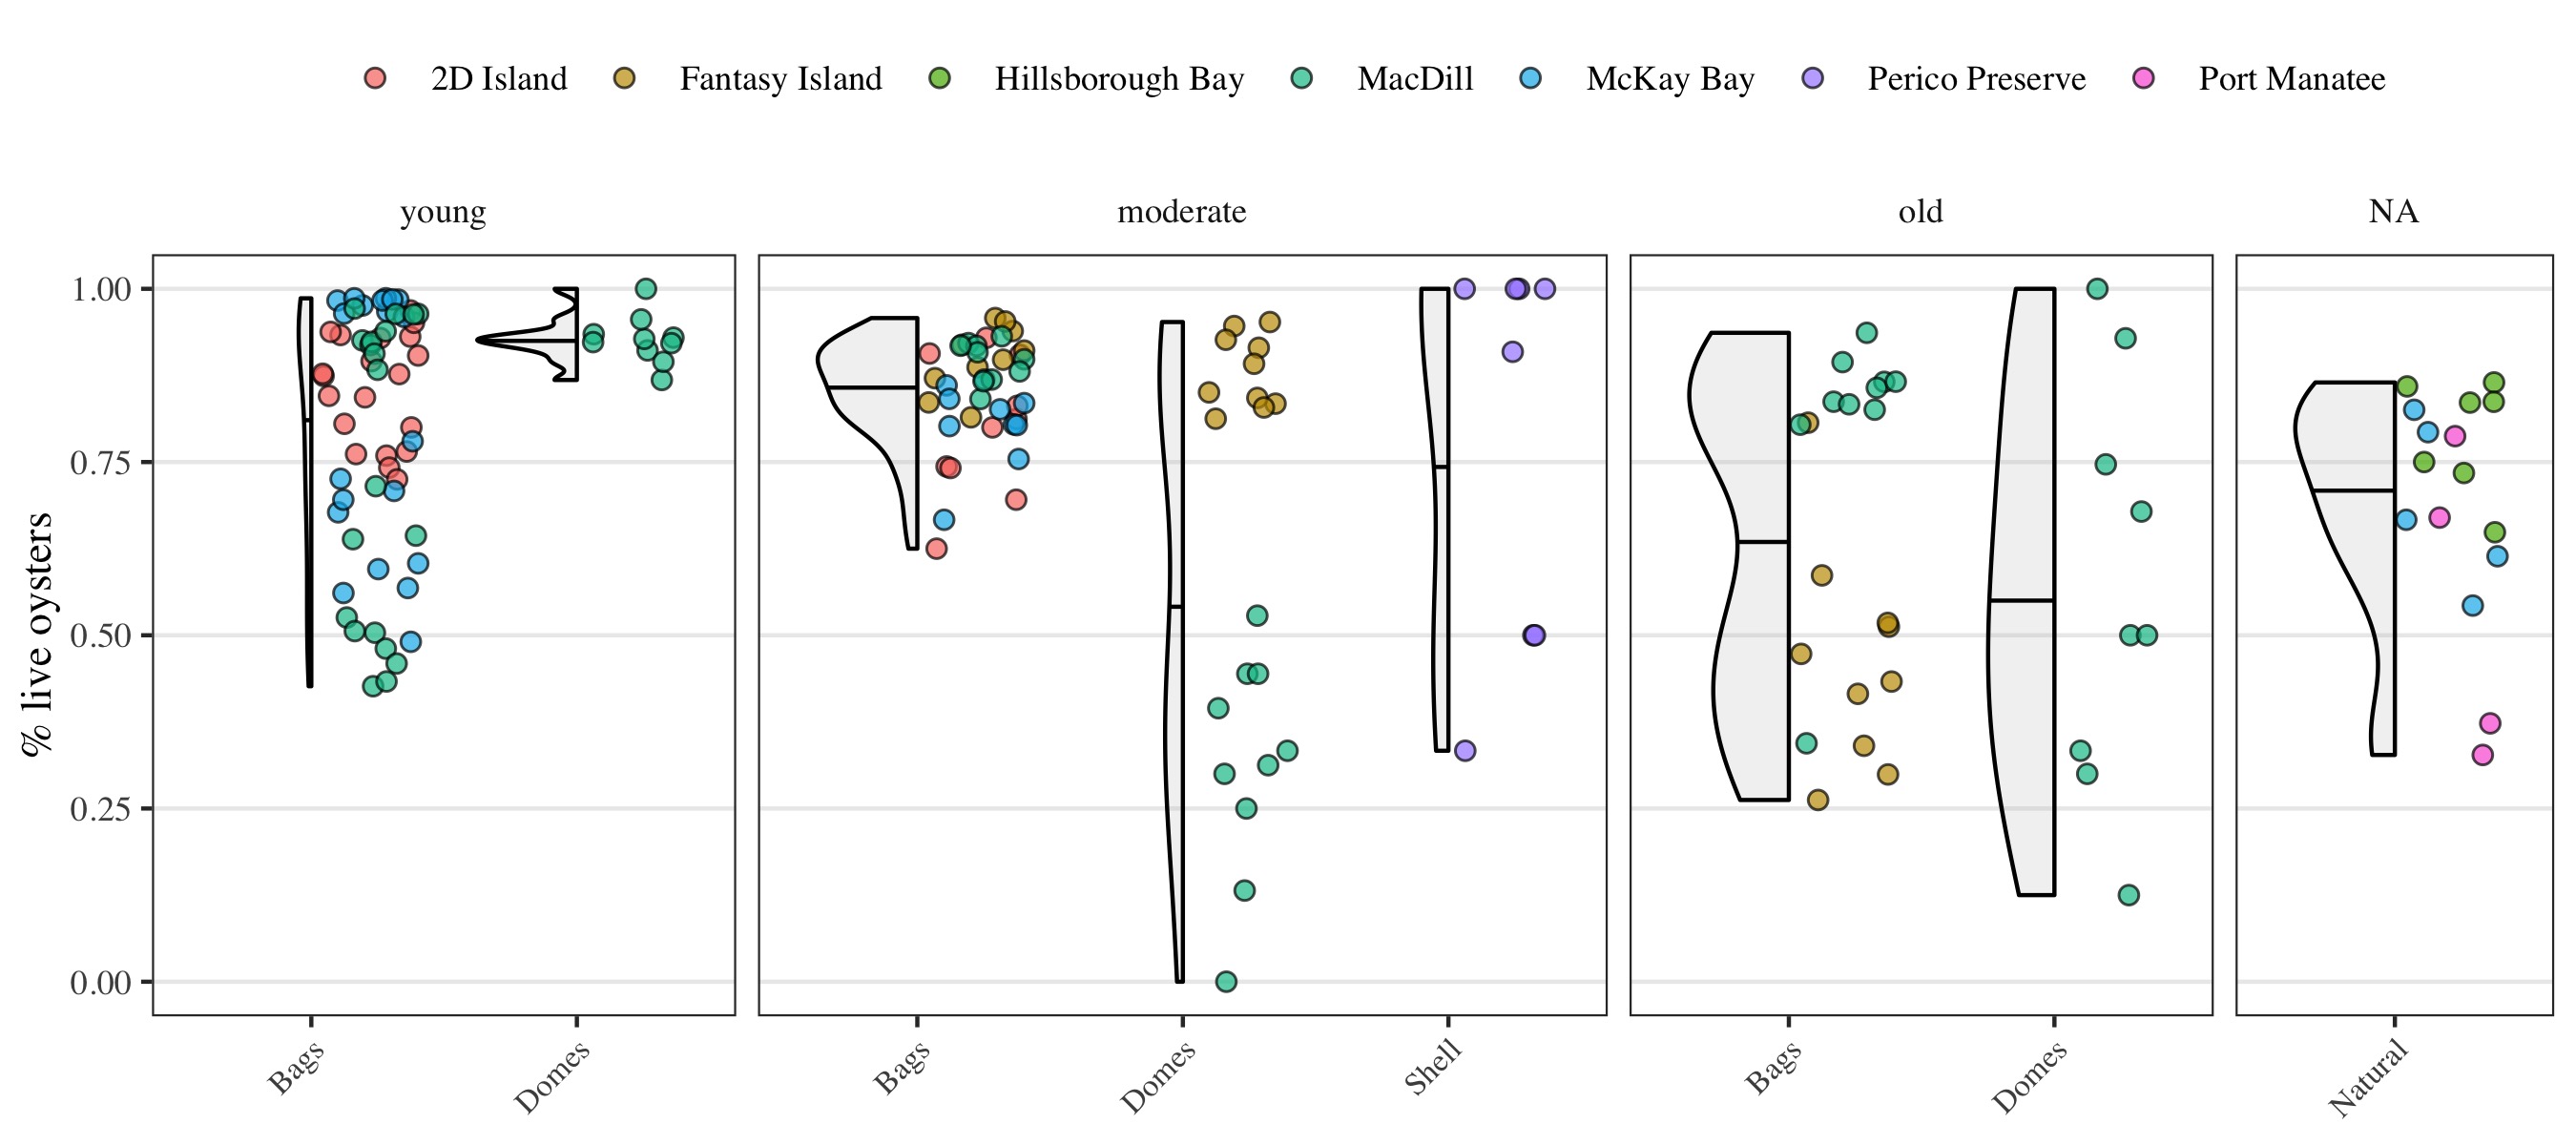 2D Island Fantasy Island Hillsborough Bay MacDill McKay Bay Perico Preserve Port Manatee
young moderate old NA
% live oysters
1.00
0.75
0.50
0.25
0.00
Bags Domes Bags Domes Shell Bags Domes Natural